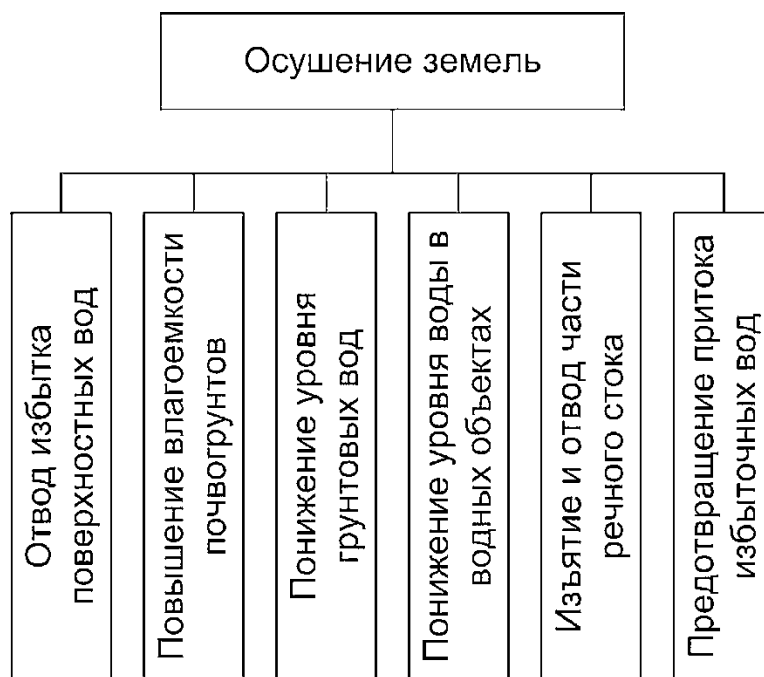 Осушение земель
Отвод избытка
поверхностных вод
Повышение влагоемкости
почвогрунтов
Понижение уровня
грунтовых вод
Понижение уровня воды в
водных объектах
Изъятие и отвод части
речного стока
Предотвращение притока
избыточных вод